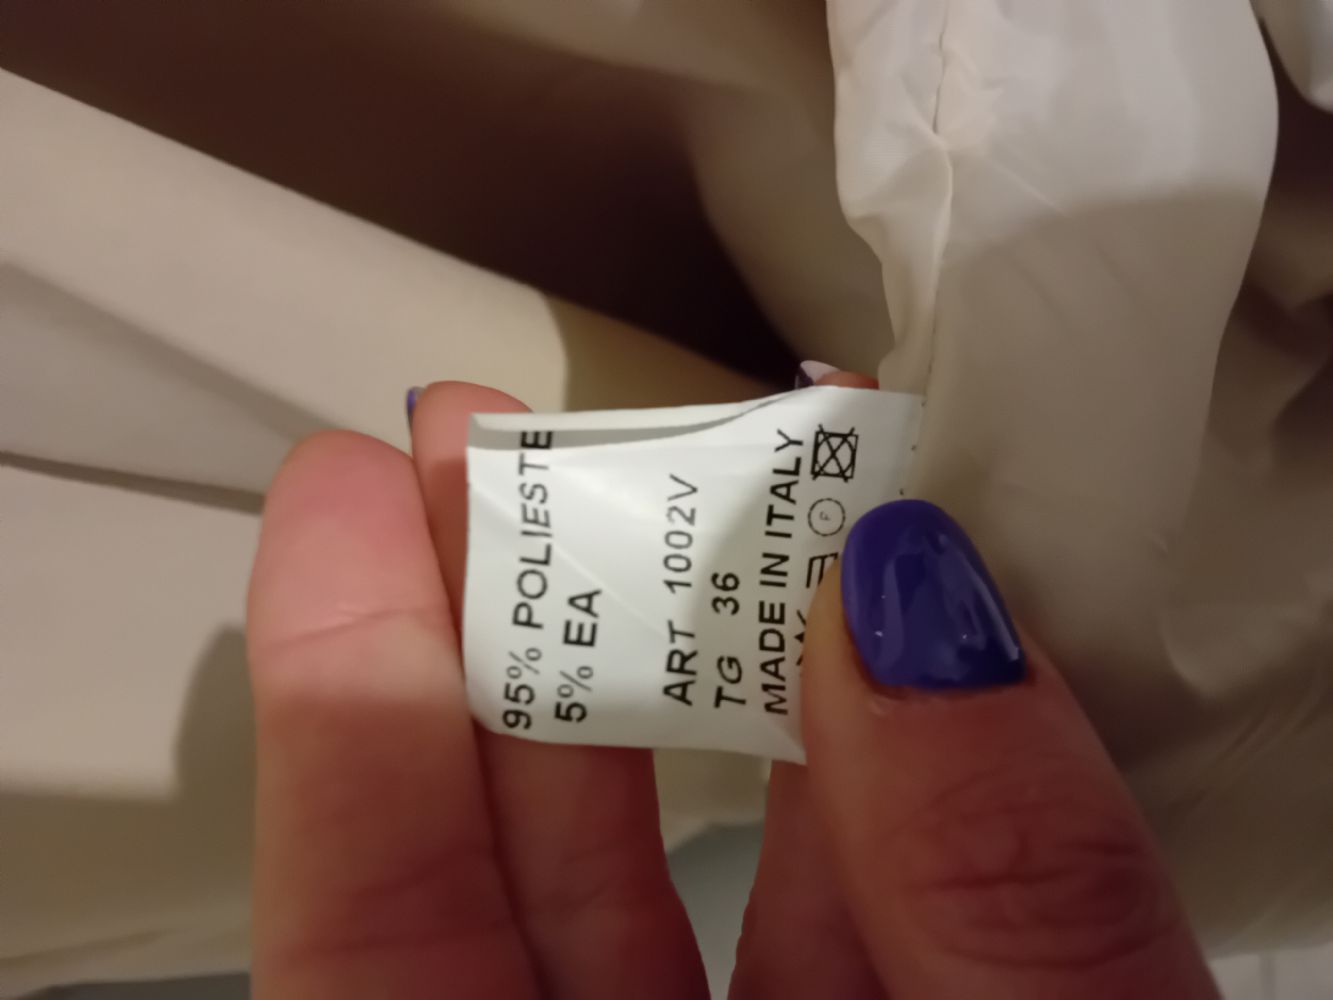 95% POLIESTE
5% EA
ART 1002V
TG 36
MADE IN ITALY
F